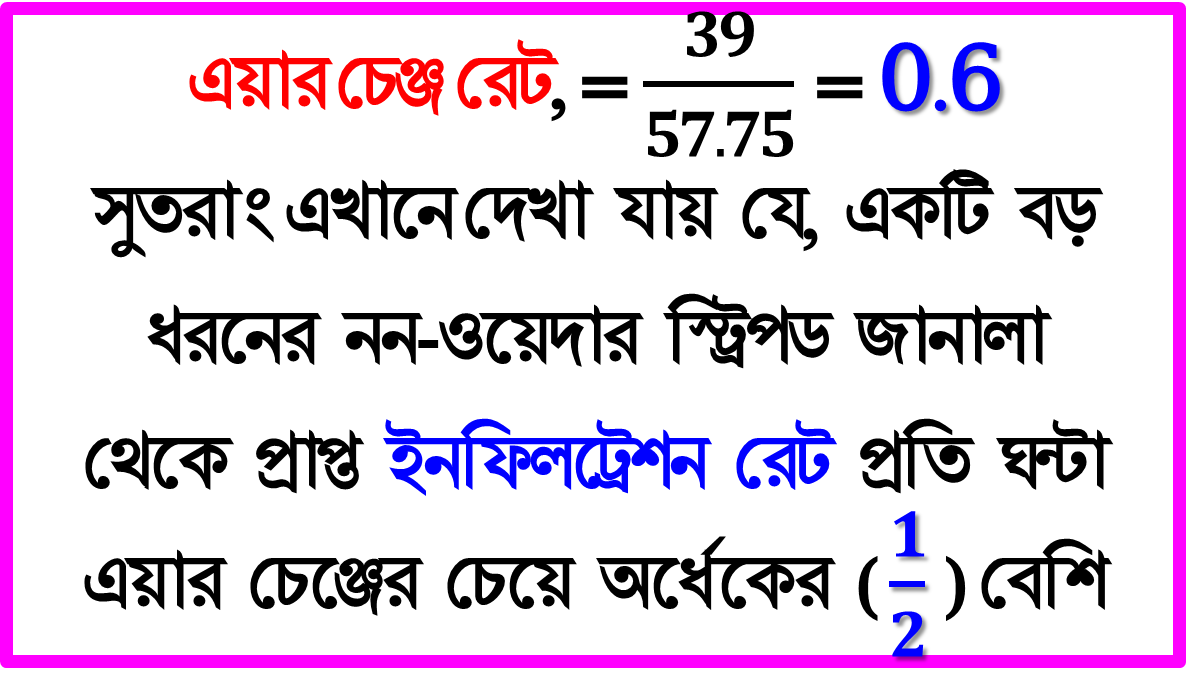 এয়ার চেঞ্জ রেট, = 39/57.75 = 0.6
সুতরাং এখানে দেখা যায় যে, একটি বড়
ধরনের নন-ওয়েদার স্ট্রিপড জানালা
থেকে প্রাপ্ত ইনফিলট্রেশন রেট প্রতি ঘন্টা
এয়ার চেঞ্জের চেয়ে অর্ধেকের (1/2) বেশি